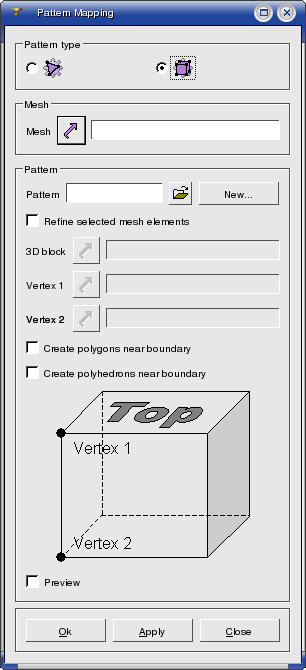 Pattern Mapping
Pattern type
Mesh
Mesh
Pattern
Pattern
New...
Refine selected mesh elements
3D block
Vertex 1
Vertex 2
Create polygons near boundary
Create polyhedrons near boundary
Top
Vertex 1
Vertex 2
Preview
Ok Apply Close